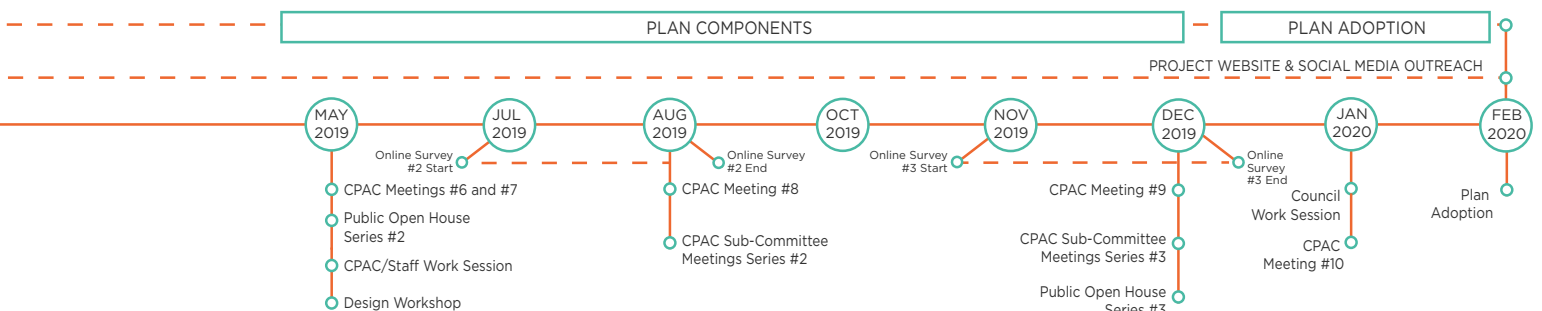 PLAN COMPONENTS
PLAN ADOPTION
PROJECT WEBSITE & SOCIAL MEDIA OUTREACH
MAY
2019
JUL
2019
AUG
2019
OCT
2019
NOV
2019
DEC
2019
JAN
2020
FEB
2020
Online Survey
#2 Start
Online Survey
#2 End
Online Survey
#3 Start
Online
Survey
#3 End
CPAC Meetings #6 and #7
Public Open House
Series #2
CPAC/Staff Work Session
Design Workshop
CPAC Meeting #8
CPAC Sub-Committee
Meetings Series #2
CPAC Meeting #9
CPAC Sub-Committee
Meetings Series #3
Public Open House
Series #3
Council
Work Session
CPAC
Meeting #10
Plan
Adoption